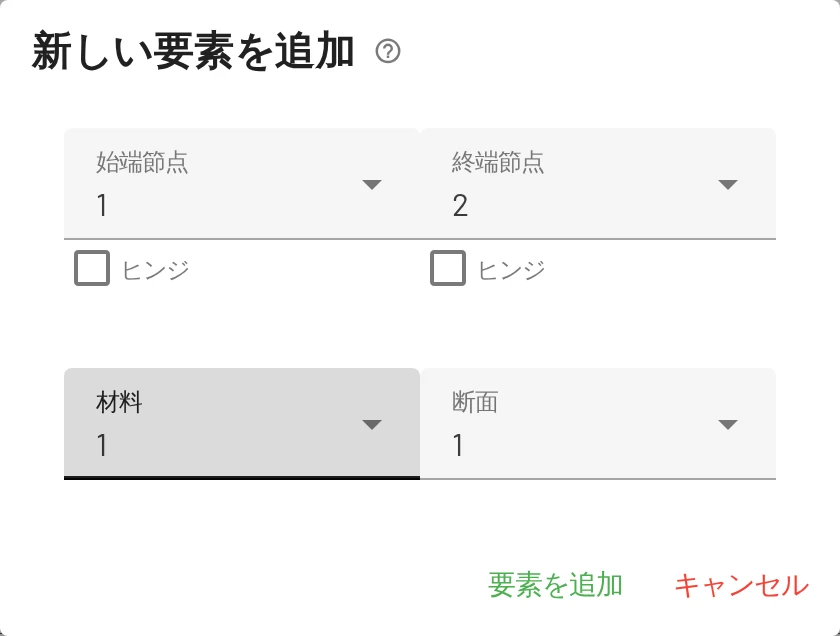 新しい要素を追加 ?
始端節点 終端節点
1 2
ヒンジ ヒンジ
材料 断面
1 1
要素を追加 キャンセル